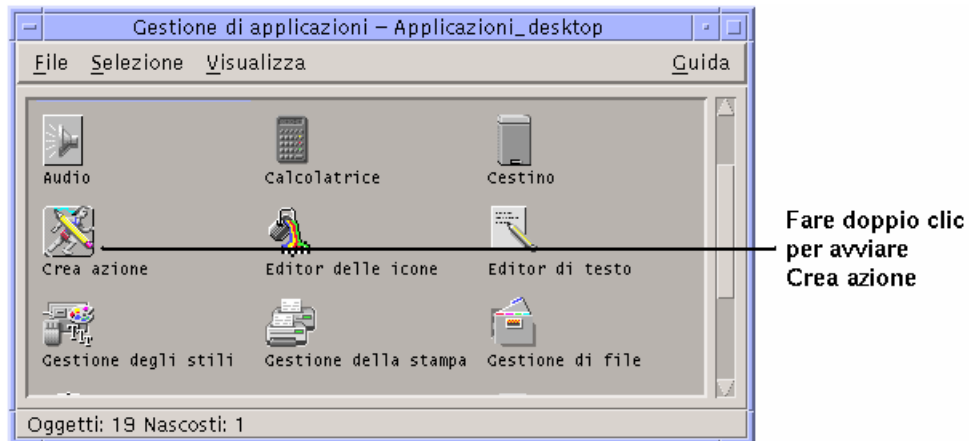 Gestione di applicazioni – Applicazioni_desktop
File Selezione Visualizza Guida
Audio Calcolatrice Cestino
Crea azione Editor delle icone Editor di testo
Gestione degli stili Gestione della stampa Gestione di file
Oggetti: 19 Nascosti: 1
Fare doppio clic
per avviare
Crea azione